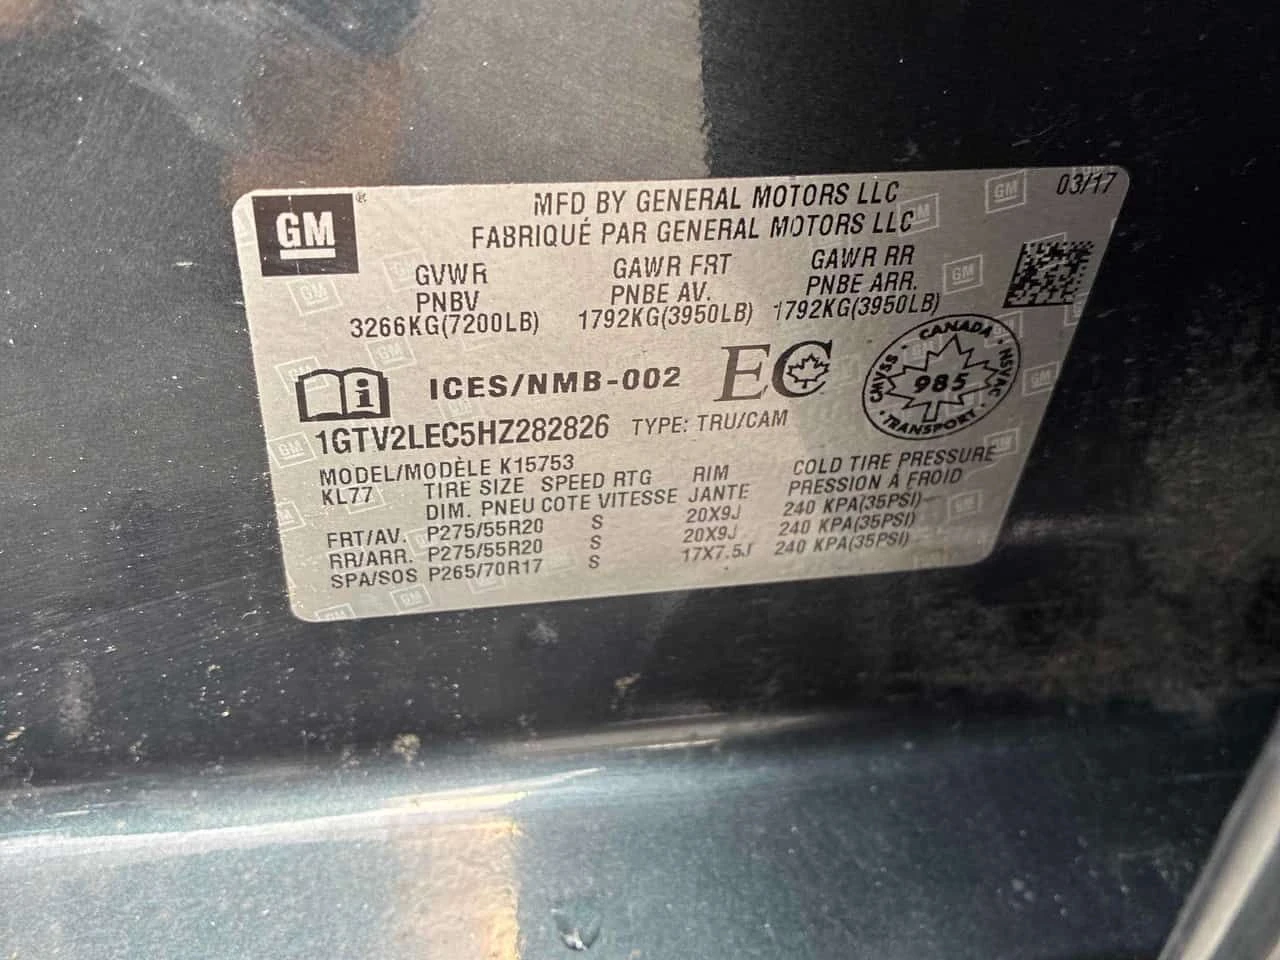 GM®
MFD BY GENERAL MOTORS LLC
03/17
FABRIQUÉ PAR GENERAL MOTORS LLC
GVWR GAWR FRT GAWR RR
PNBV PNBE AV. PNBE ARR.
3266KG(7200LB) 1792KG(3950LB) 1792KG(3950LB)
ICES/NMB-002 EC
CANADA
CMVSS 985 NSVAC
TRANSPORT
1GTV2LEC5HZ282826 TYPE: TRU/CAM
MODEL/MODÈLE K15753
KL77 TIRE SIZE SPEED RTG RIM COLD TIRE PRESSURE
DIM. PNEU COTE VITESSE JANTE PRESSION À FROID
FRT/AV. P275/55R20 S 20X9J 240 KPA(35PSI)
RR/ARR. P275/55R20 S 20X9J 240 KPA(35PSI)
SPA/SOS P265/70R17 S 17X7.5J 240 KPA(35PSI)